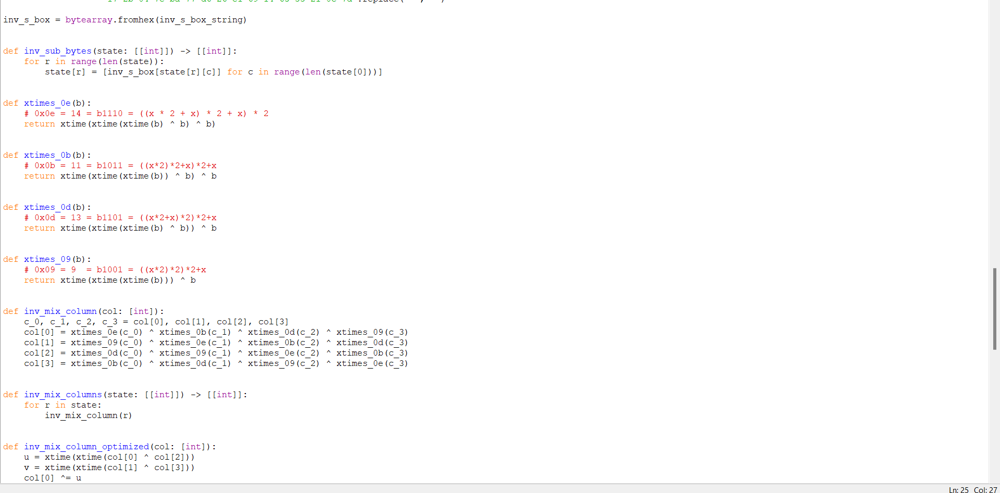 inv_s_box = bytearray.fromhex(inv_s_box_string)
def inv_sub_bytes(state: [[int]]) -> [[int]]:
    for r in range(len(state)):
        state[r] = [inv_s_box[state[r][c]] for c in range(len(state[0]))]
def xtimes_0e(b):
    # 0x0e = 14 = b1110 = ((x * 2 + x) * 2 + x) * 2
    return xtime(xtime(xtime(b) ^ b) ^ b)
def xtimes_0b(b):
    # 0x0b = 11 = b1011 = ((x*2)*2+x)*2+x
    return xtime(xtime(xtime(b)) ^ b) ^ b
def xtimes_0d(b):
    # 0x0d = 13 = b1101 = ((x*2+x)*2)*2+x
    return xtime(xtime(xtime(b) ^ b)) ^ b
def xtimes_09(b):
    # 0x09 = 9  = b1001 = ((x*2)*2)*2+x
    return xtime(xtime(xtime(b))) ^ b
def inv_mix_column(col: [int]):
    c_0, c_1, c_2, c_3 = col[0], col[1], col[2], col[3]
    col[0] = xtimes_0e(c_0) ^ xtimes_0b(c_1) ^ xtimes_0d(c_2) ^ xtimes_09(c_3)
    col[1] = xtimes_09(c_0) ^ xtimes_0e(c_1) ^ xtimes_0b(c_2) ^ xtimes_0d(c_3)
    col[2] = xtimes_0d(c_0) ^ xtimes_09(c_1) ^ xtimes_0e(c_2) ^ xtimes_0b(c_3)
    col[3] = xtimes_0b(c_0) ^ xtimes_0d(c_1) ^ xtimes_09(c_2) ^ xtimes_0e(c_3)
def inv_mix_columns(state: [[int]]) -> [[int]]:
    for r in state:
        inv_mix_column(r)
def inv_mix_column_optimized(col: [int]):
    u = xtime(xtime(col[0] ^ col[2]))
    v = xtime(xtime(col[1] ^ col[3]))
    col[0] ^= u
Ln: 25 Col: 27